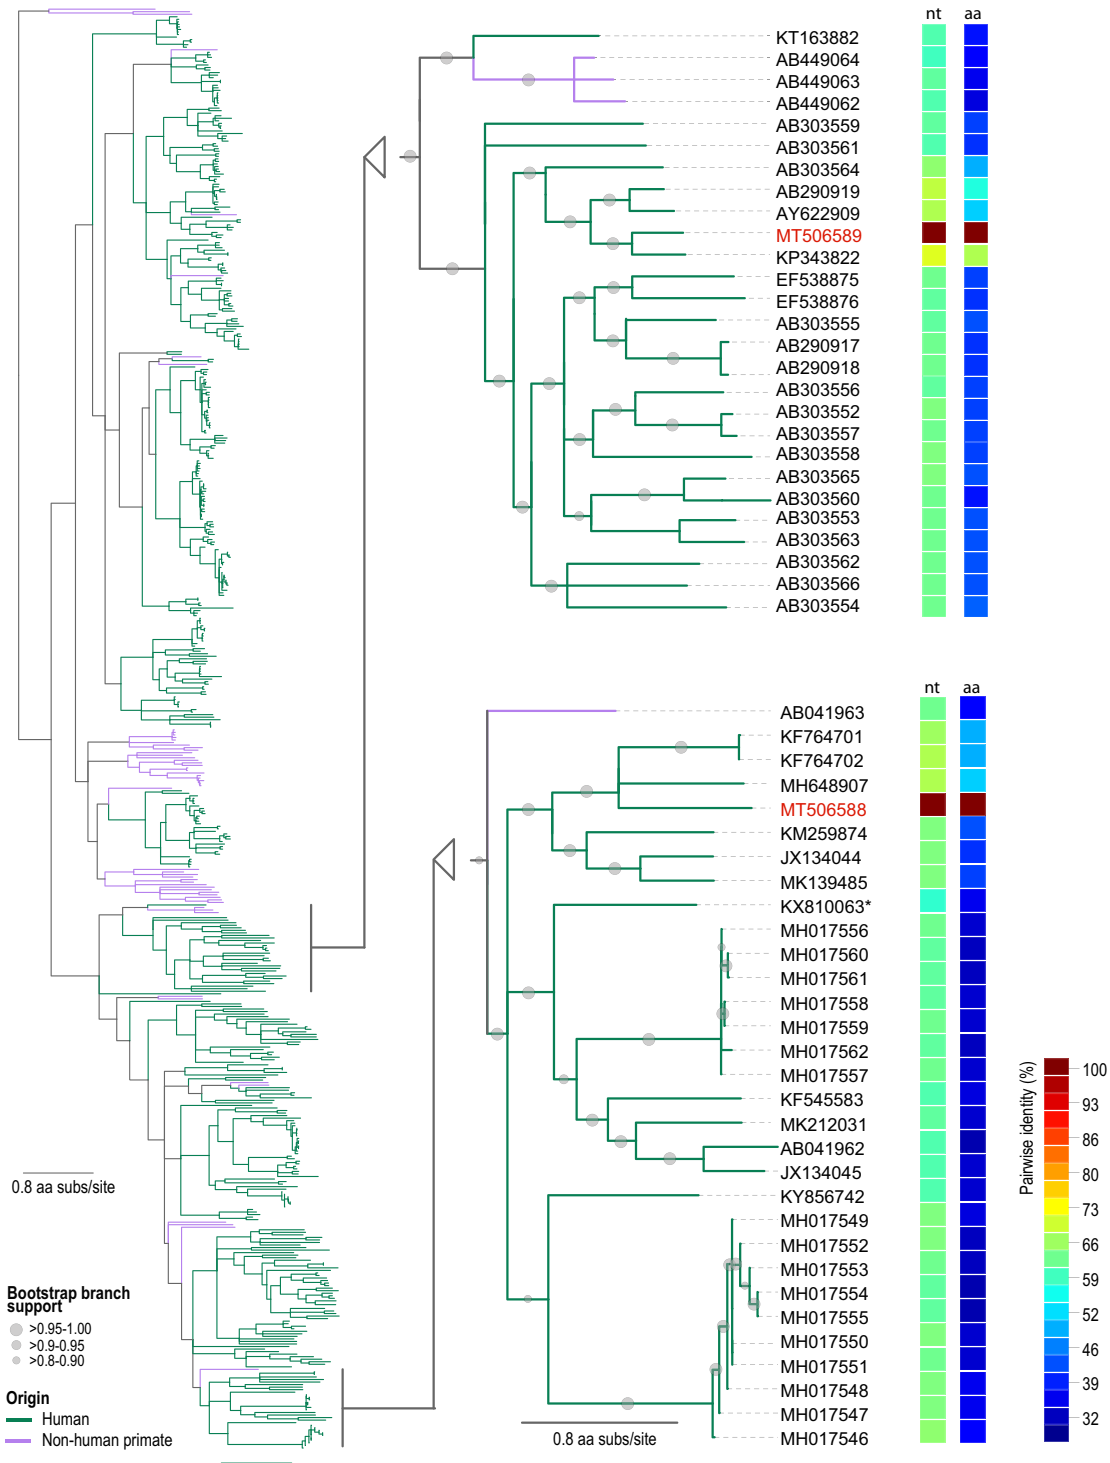 nt aa
KT163882
AB449064
AB449063
AB449062
AB303559
AB303561
AB303564
AB290919
AY622909
MT506589
KP343822
EF538875
EF538876
AB303555
AB290917
AB290918
AB303556
AB303552
AB303557
AB303558
AB303565
AB303560
AB303553
AB303563
AB303562
AB303566
AB303554
nt aa
AB041963
KF764701
KF764702
MH648907
MT506588
KM259874
JX134044
MK139485
KX810063*
MH017556
MH017560
MH017561
MH017558
MH017559
MH017562
MH017557
KF545583
MK212031
AB041962
JX134045
KY856742
MH017549
MH017552
MH017553
MH017554
MH017555
MH017550
MH017551
MH017548
MH017547
MH017546
0.8 aa subs/site
0.8 aa subs/site
Bootstrap branch
support
>0.95-1.00
>0.9-0.95
>0.8-0.90
Origin
Human
Non-human primate
Pairwise identity (%)
100
93
86
80
73
66
59
52
46
39
32